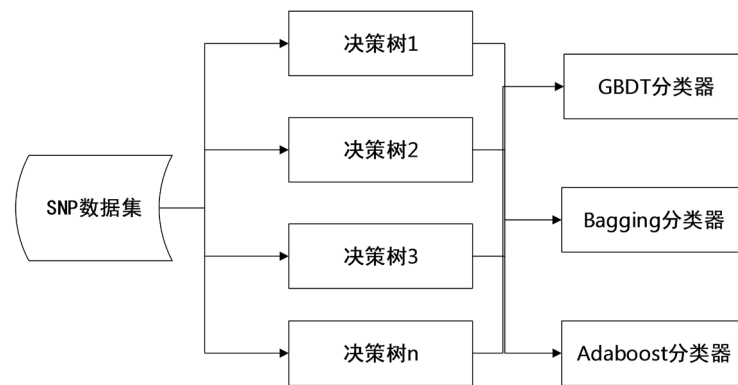 SNP数据集
决策树1
决策树2
决策树3
决策树n
GBDT分类器
Bagging分类器
Adaboost分类器